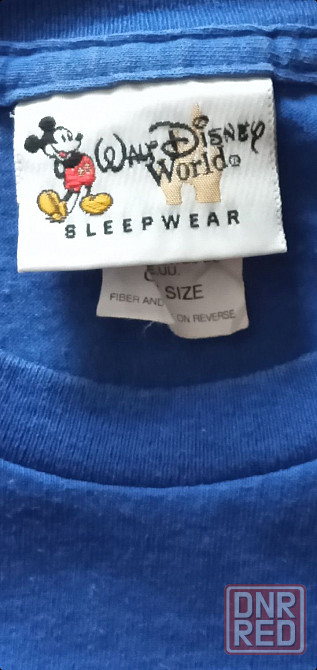 Walt Disney
World®
SLEEPWEAR
SIZE
FIBER AND
ON REVERSE
DNR
RED